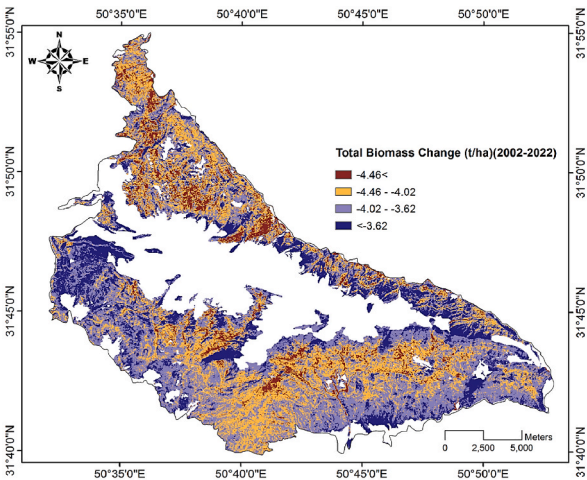 50°35'0"E 50°40'0"E 50°45'0"E 50°50'0"E
31°55'0"N 31°55'0"N
N
W E
S
31°50'0"N 31°50'0"N
Total Biomass Change (t/ha)(2002-2022)
-4.46<
-4.46 - -4.02
-4.02 - -3.62
<-3.62
31°45'0"N 31°45'0"N
31°40'0"N 31°40'0"N
Meters
0 2,500 5,000
50°35'0"E 50°40'0"E 50°45'0"E 50°50'0"E